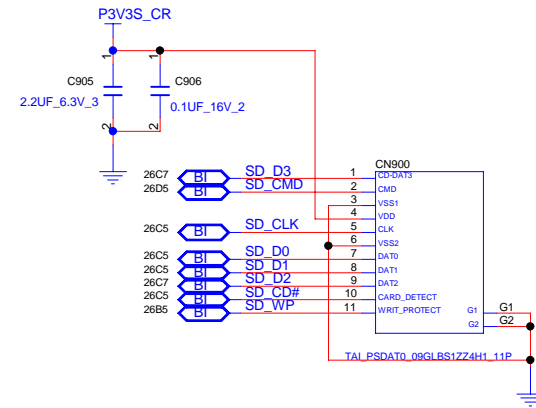 P3V3S_CR
1 1
C905 C906
2.2UF_6.3V_3 0.1UF_16V_2
2 2
CN900
26C7 BI SD_D3 1 CD-DAT3
26D5 BI SD_CMD 2 CMD
3 VSS1
4 VDD
26C5 BI SD_CLK 5 CLK
6 VSS2
26C5 BI SD_D0 7 DAT0
26C5 BI SD_D1 8 DAT1
26C7 BI SD_D2 9 DAT2
26C5 BI SD_CD# 10 CARD_DETECT
26B5 BI SD_WP 11 WRIT_PROTECT G1 G1
G2 G2
TAI_PSDAT0_09GLBS1ZZ4H1_11P